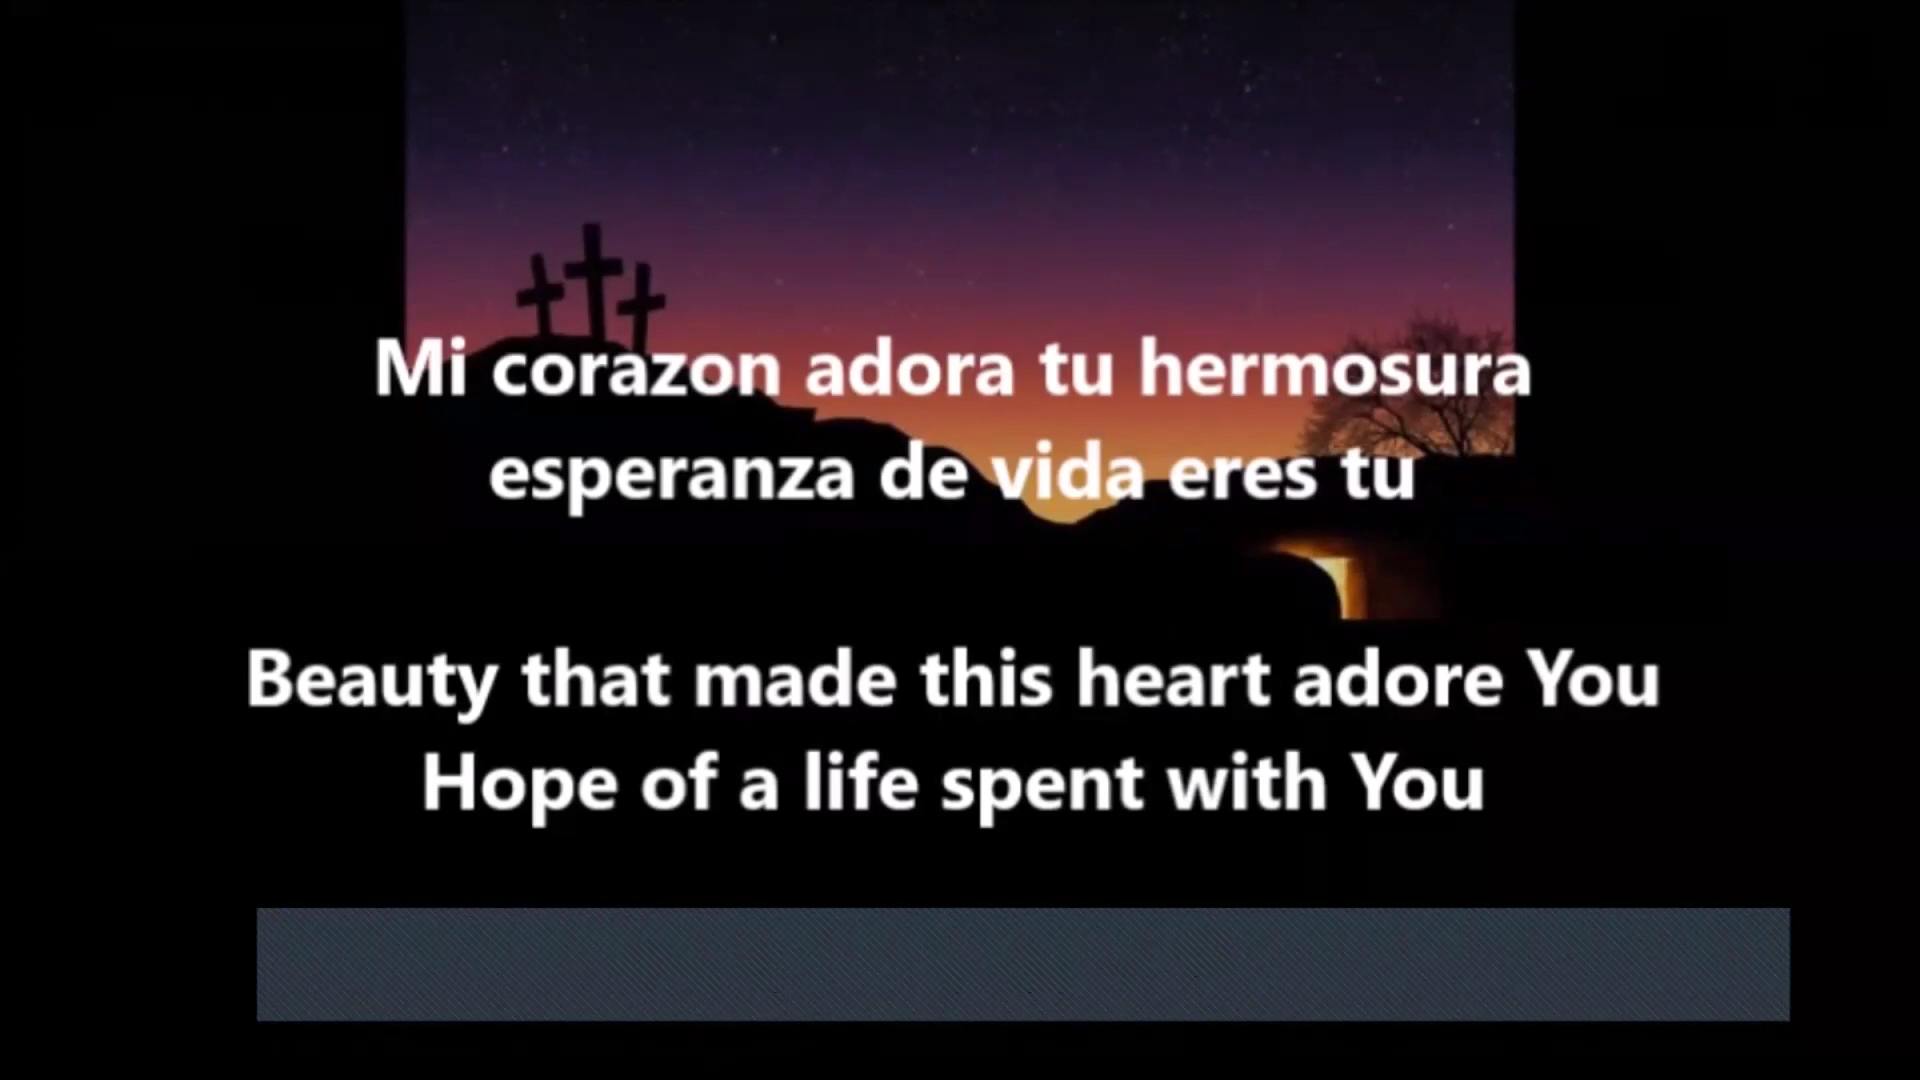 Mi corazon adora tu hermosura
esperanza de vida eres tu
Beauty that made this heart adore You
Hope of a life spent with You